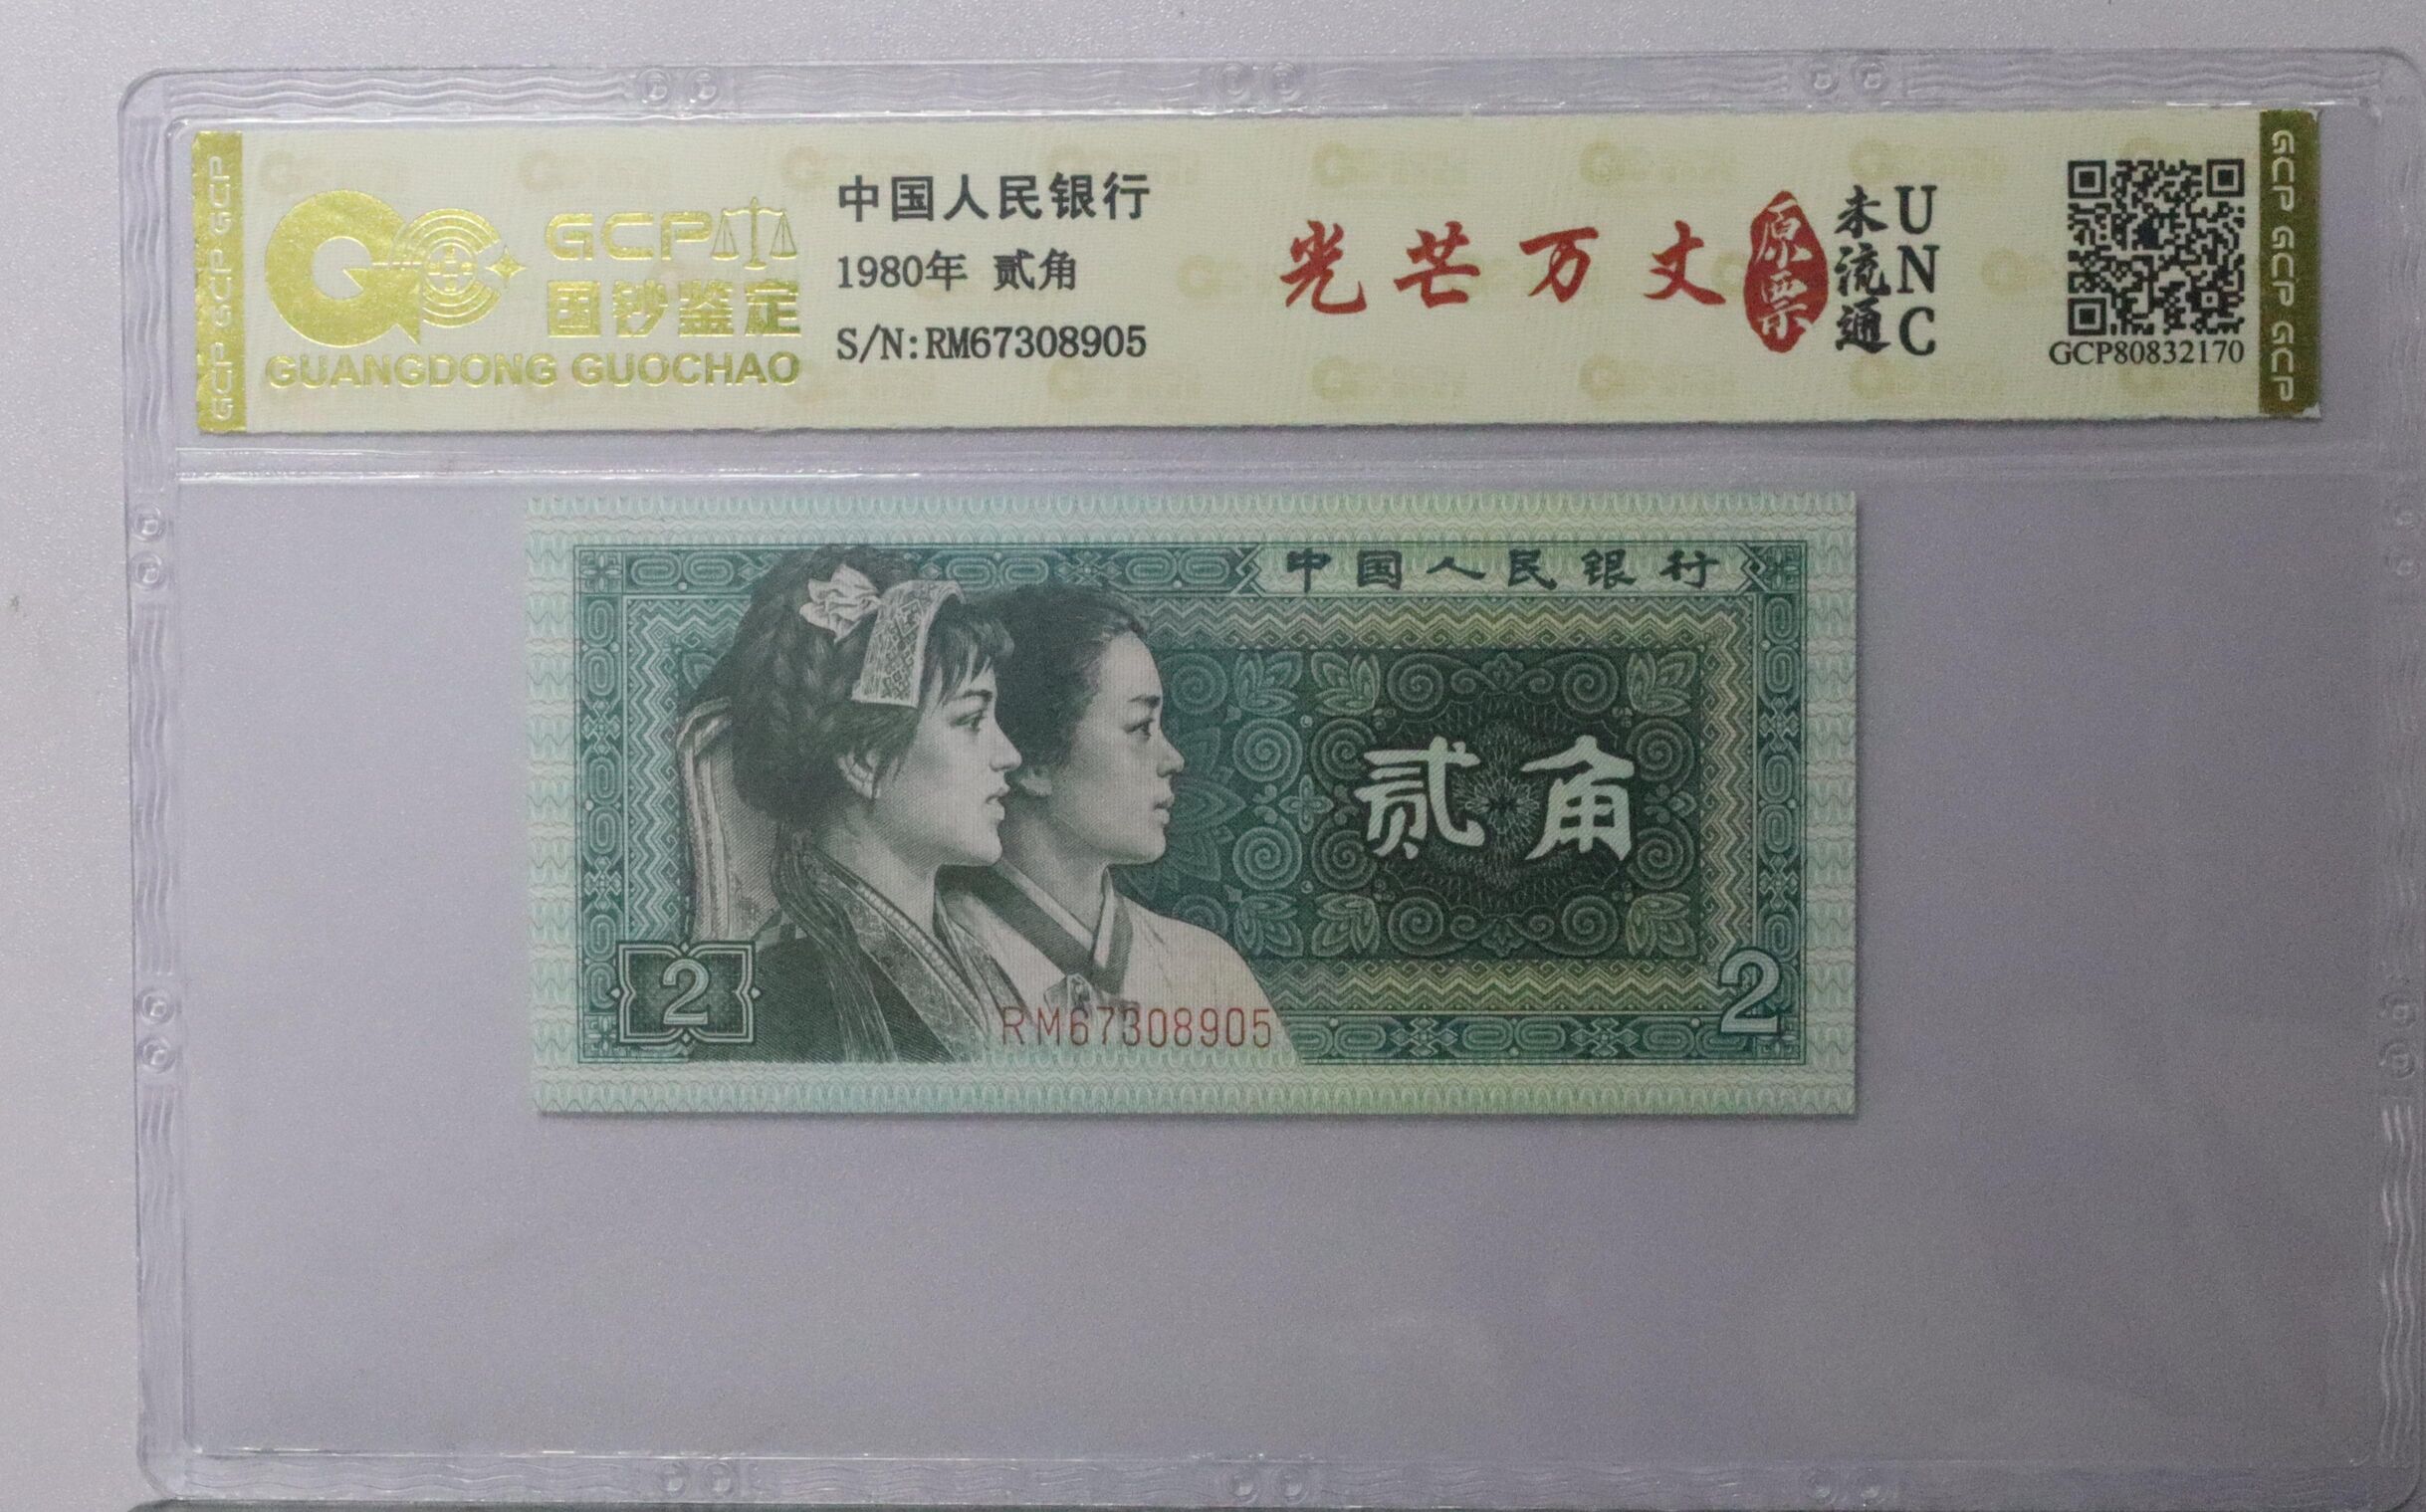 GCP GCP GCP
GCP
国钞鉴定
GUANGDONG GUOCHAO
中国人民银行
1980年 贰角
S/N:RM67308905
光芒万丈
原票
未流通
UNC
GCP80832170
GCP GCP GCP
中国人民银行
贰角
2
RM67308905
2